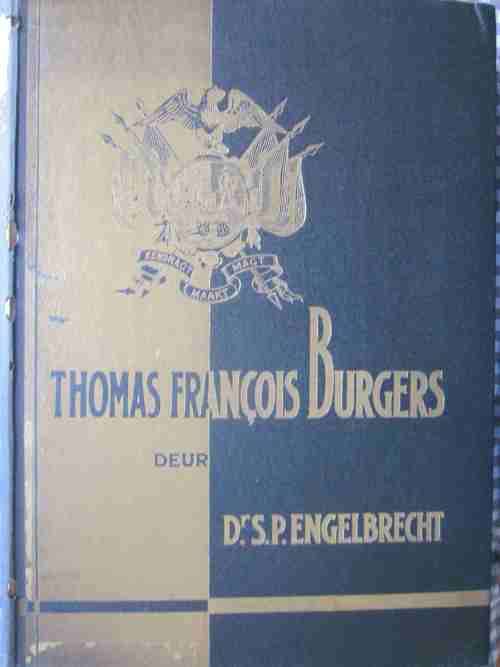 EENDRAGT MAAKT MAGT
THOMAS FRANÇOIS BURGERS
DEUR
Dr S.P. ENGELBRECHT